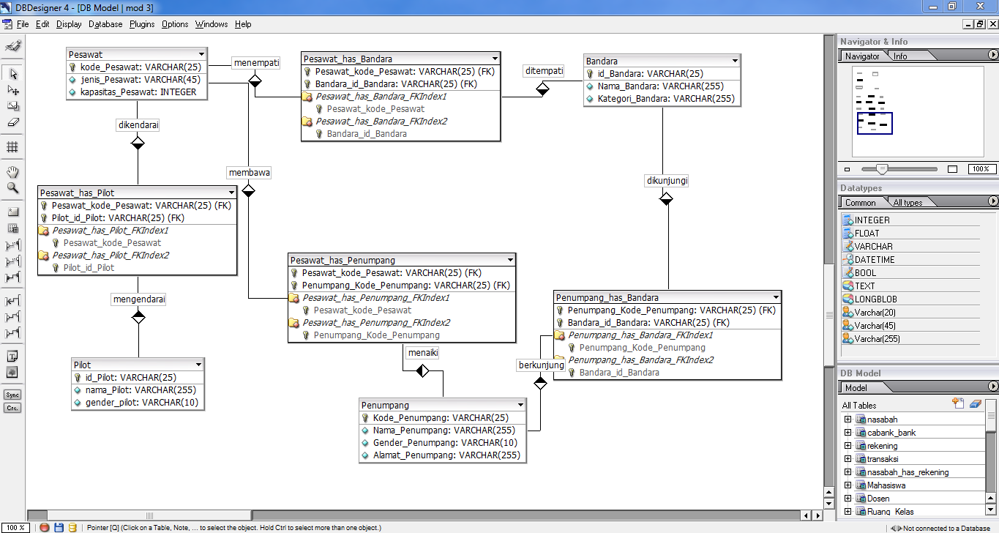 DBDesigner 4 - [DB Model | mod 3]
File Edit Display Database Plugins Options Windows Help
Pesawat
kode_Pesawat: VARCHAR(25)
jenis_Pesawat: VARCHAR(45)
kapasitas_Pesawat: INTEGER
menempati
Pesawat_has_Bandara
Pesawat_kode_Pesawat: VARCHAR(25) (FK)
Bandara_id_Bandara: VARCHAR(25) (FK)
Pesawat_has_Bandara_FKIndex1
Pesawat_kode_Pesawat
Pesawat_has_Bandara_FKIndex2
Bandara_id_Bandara
ditempati
Bandara
id_Bandara: VARCHAR(25)
Nama_Bandara: VARCHAR(255)
Kategori_Bandara: VARCHAR(255)
dikendarai
membawa
dikunjungi
Pesawat_has_Pilot
Pesawat_kode_Pesawat: VARCHAR(25) (FK)
Pilot_id_Pilot: VARCHAR(25) (FK)
Pesawat_has_Pilot_FKIndex1
Pesawat_kode_Pesawat
Pesawat_has_Pilot_FKIndex2
Pilot_id_Pilot
mengendarai
Pesawat_has_Penumpang
Pesawat_kode_Pesawat: VARCHAR(25) (FK)
Penumpang_Kode_Penumpang: VARCHAR(25) (FK)
Pesawat_has_Penumpang_FKIndex1
Pesawat_kode_Pesawat
Pesawat_has_Penumpang_FKIndex2
Penumpang_Kode_Penumpang
Penumpang_has_Bandara
Penumpang_Kode_Penumpang: VARCHAR(25) (FK)
Bandara_id_Bandara: VARCHAR(25) (FK)
Penumpang_has_Bandara_FKIndex1
Penumpang_Kode_Penumpang
Penumpang_has_Bandara_FKIndex2
Bandara_id_Bandara
menaiki
berkunjung
Pilot
id_Pilot: VARCHAR(25)
nama_Pilot: VARCHAR(255)
gender_pilot: VARCHAR(10)
Penumpang
Kode_Penumpang: VARCHAR(25)
Nama_Penumpang: VARCHAR(255)
Gender_Penumpang: VARCHAR(10)
Alamat_Penumpang: VARCHAR(255)
Navigator & Info
Navigator Info
100%
Datatypes
Common All types
INTEGER
FLOAT
VARCHAR
DATETIME
BOOL
TEXT
LONGBLOB
Varchar(20)
Varchar(45)
Varchar(255)
DB Model
Model
All Tables
nasabah
cabank_bank
rekening
transaksi
nasabah_has_rekening
Mahasiswa
Dosen
Ruang_Kelas
Sync
Cre.
100 %
Pointer [Q] (Click on a Table, Note, ... to select the object. Hold Ctrl to select more than one object.)
Not connected to a Database